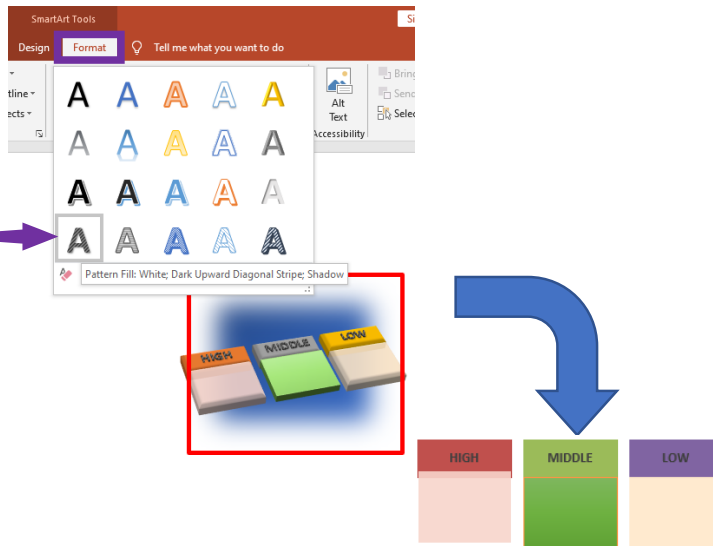 SmartArt Tools
Si
Design Format Tell me what you want to do
tline
ects
Alt
Text
Accessibility
Bring
Send
Selec
A A A A A
A A A A A
A A A A A
A A A A A
Pattern Fill: White; Dark Upward Diagonal Stripe; Shadow
HIGH MIDDLE LOW
HIGH MIDDLE LOW